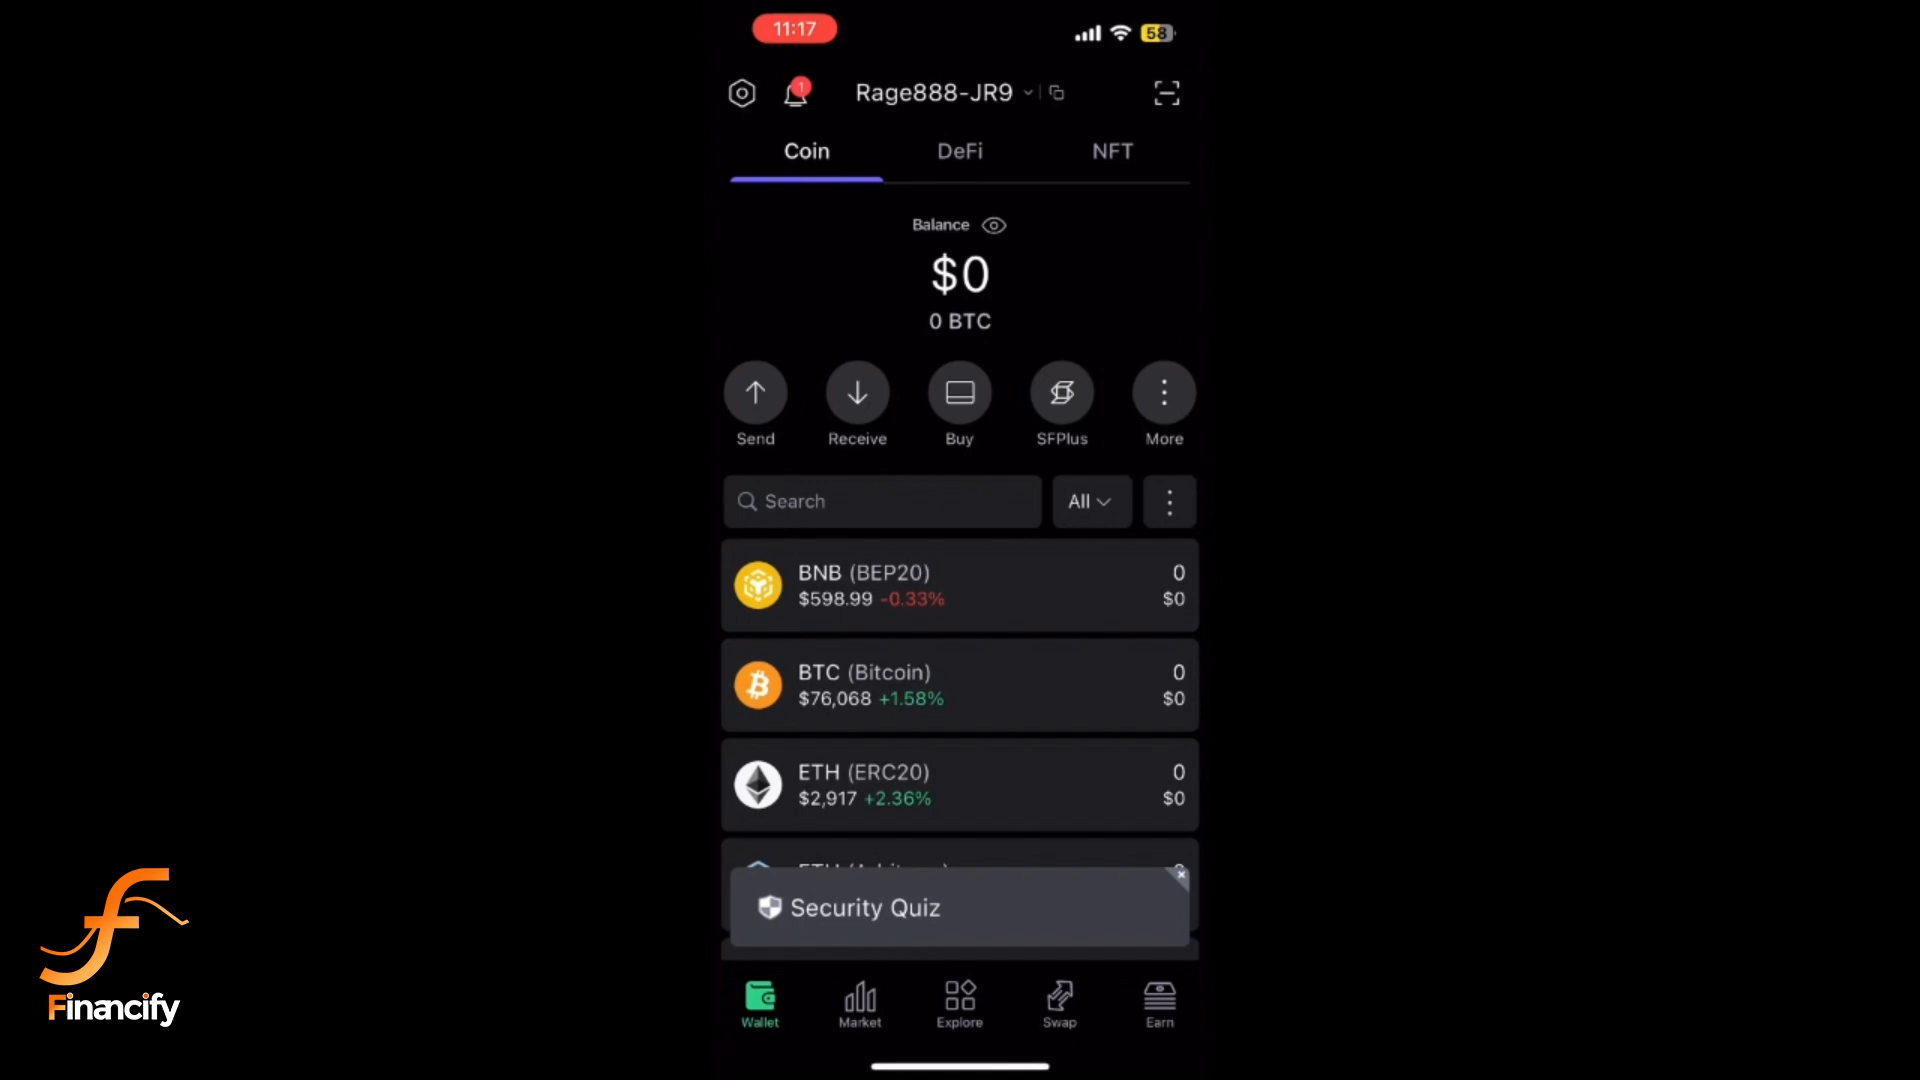 11:17
58
1
Rage888-JR9
Coin DeFi NFT
Balance
$0
0 BTC
Send Receive Buy SFPlus More
Search All
BNB (BEP20) 0
$598.99 -0.33% $0
BTC (Bitcoin) 0
$76,068 +1.58% $0
ETH (ERC20) 0
$2,917 +2.36% $0
Security Quiz
Wallet Market Explore Swap Earn
Financify